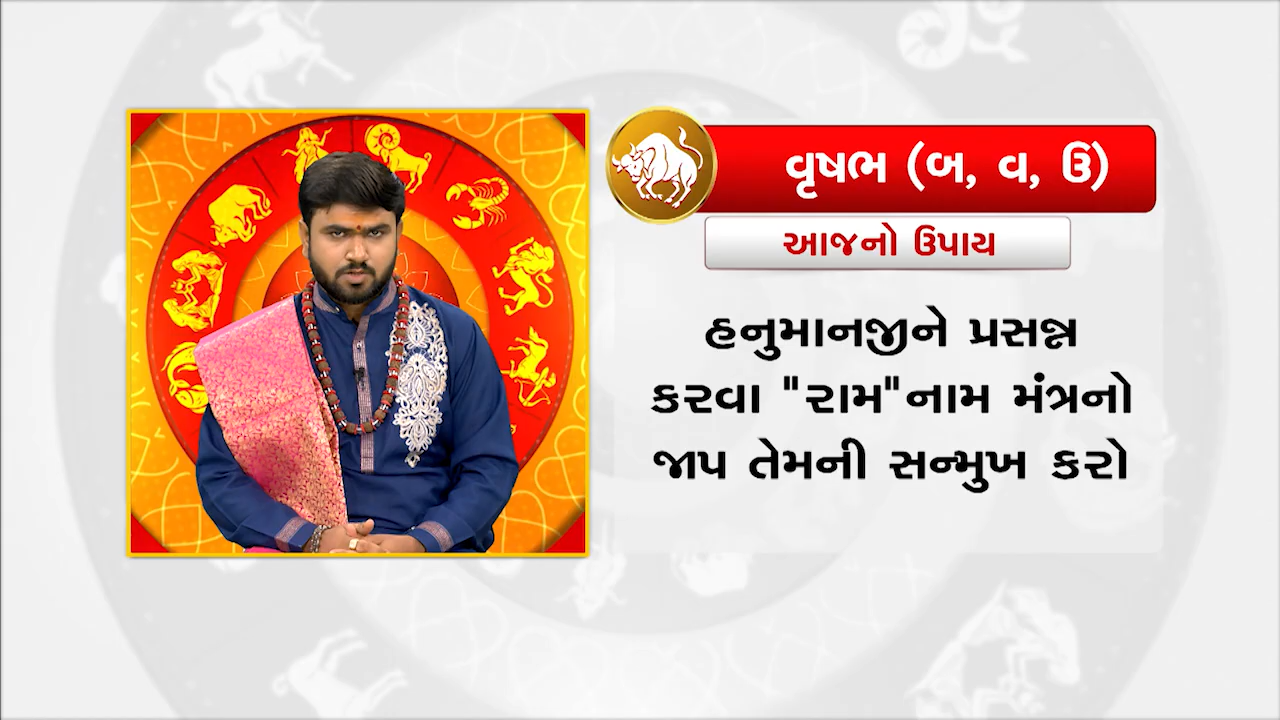 વૃષભ (બ, વ, ઉ)
આજનો ઉપાય
હનુમાનજીને પ્રસન્ન
કરવા "રામ"નામ મંત્રનો
જાપ તેમની સન્મુખ કરો